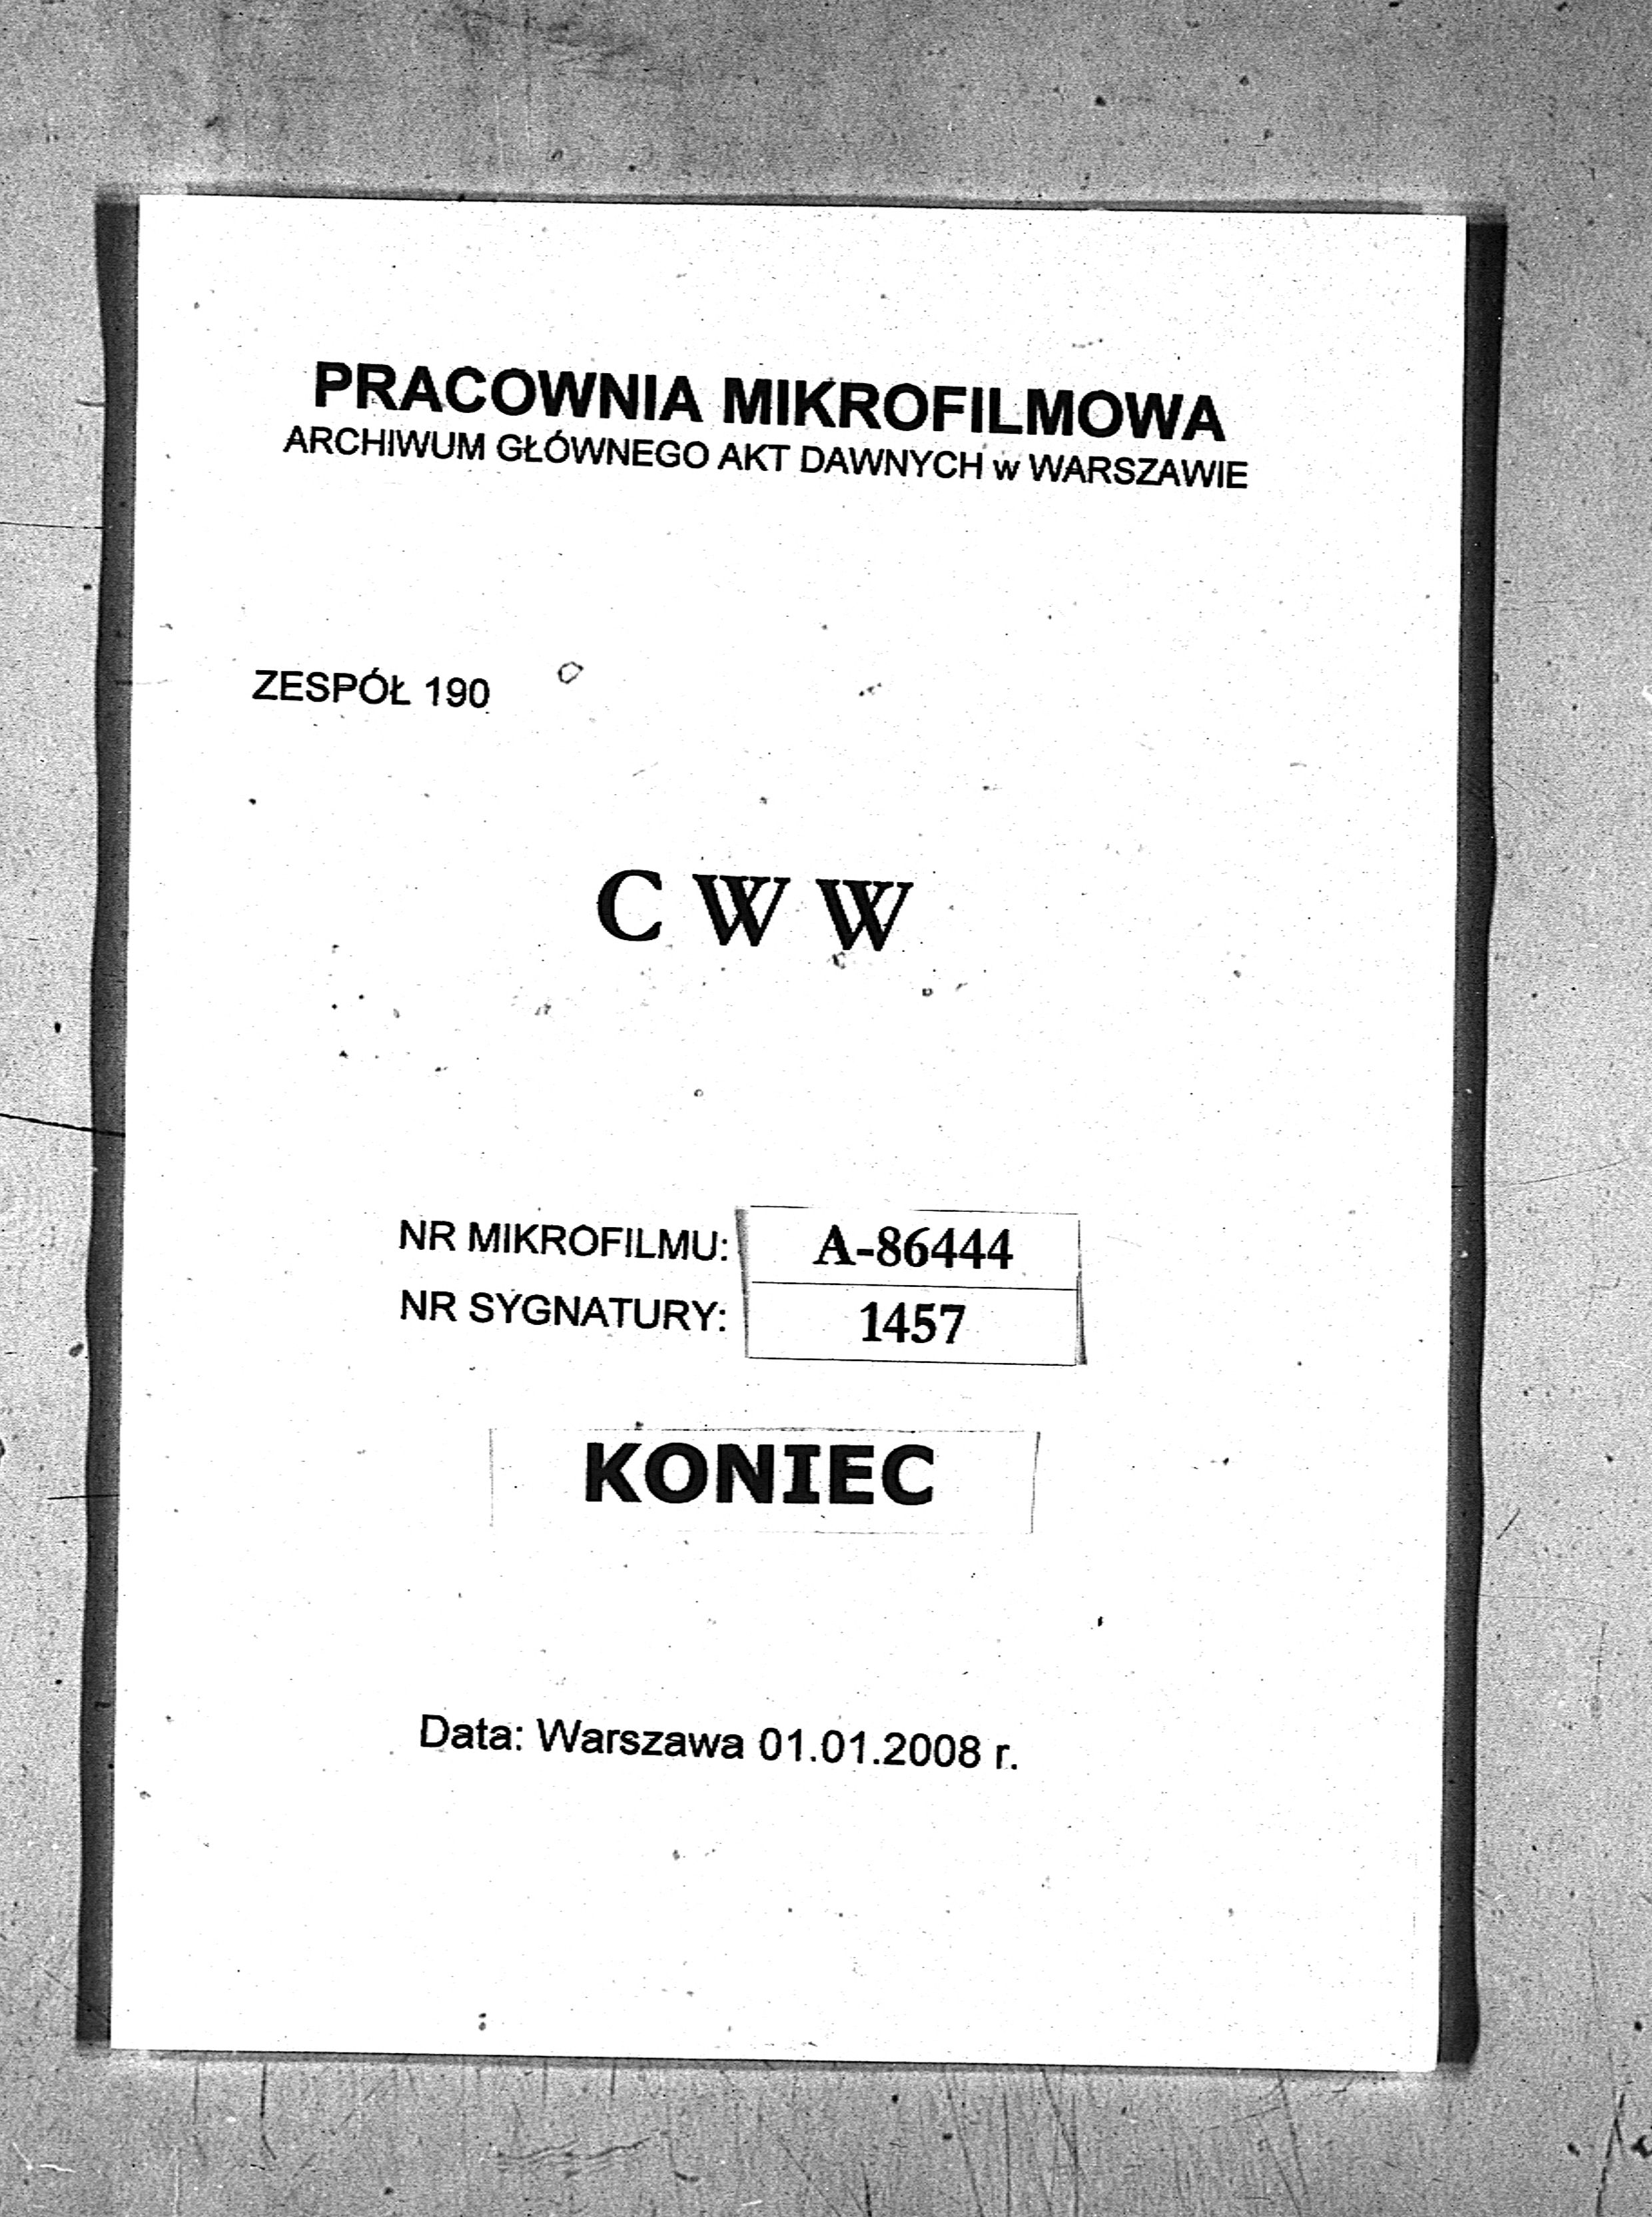 PRACOWNIA MIKROFILMOWA
ARCHIWUM GŁÓWNEGO AKT DAWNYCH w WARSZAWIE
ZESPÓŁ 190
C W W
NR MIKROFILMU: A-86444
NR SYGNATURY: 1457
KONIEC
Data: Warszawa 01.01.2008 r.